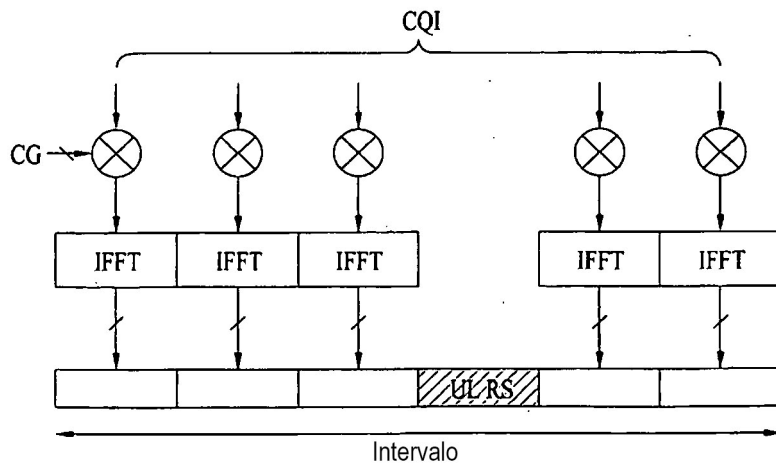 CQI
CG
IFFT IFFT IFFT IFFT IFFT
UL RS
Intervalo